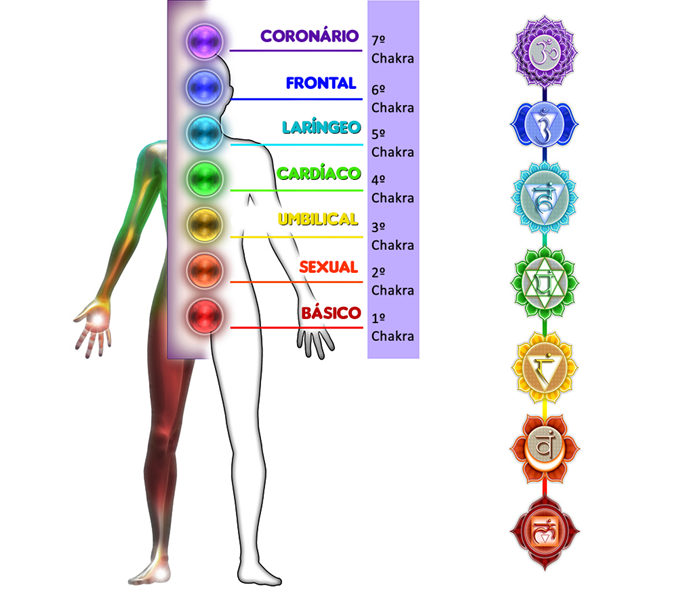 CORONÁRIO 7º Chakra
FRONTAL 6º Chakra
LARÍNGEO 5º Chakra
CARDÍACO 4º Chakra
UMBILICAL 3º Chakra
SEXUAL 2º Chakra
BÁSICO 1º Chakra
ॐ
हं
रं
वं
लं